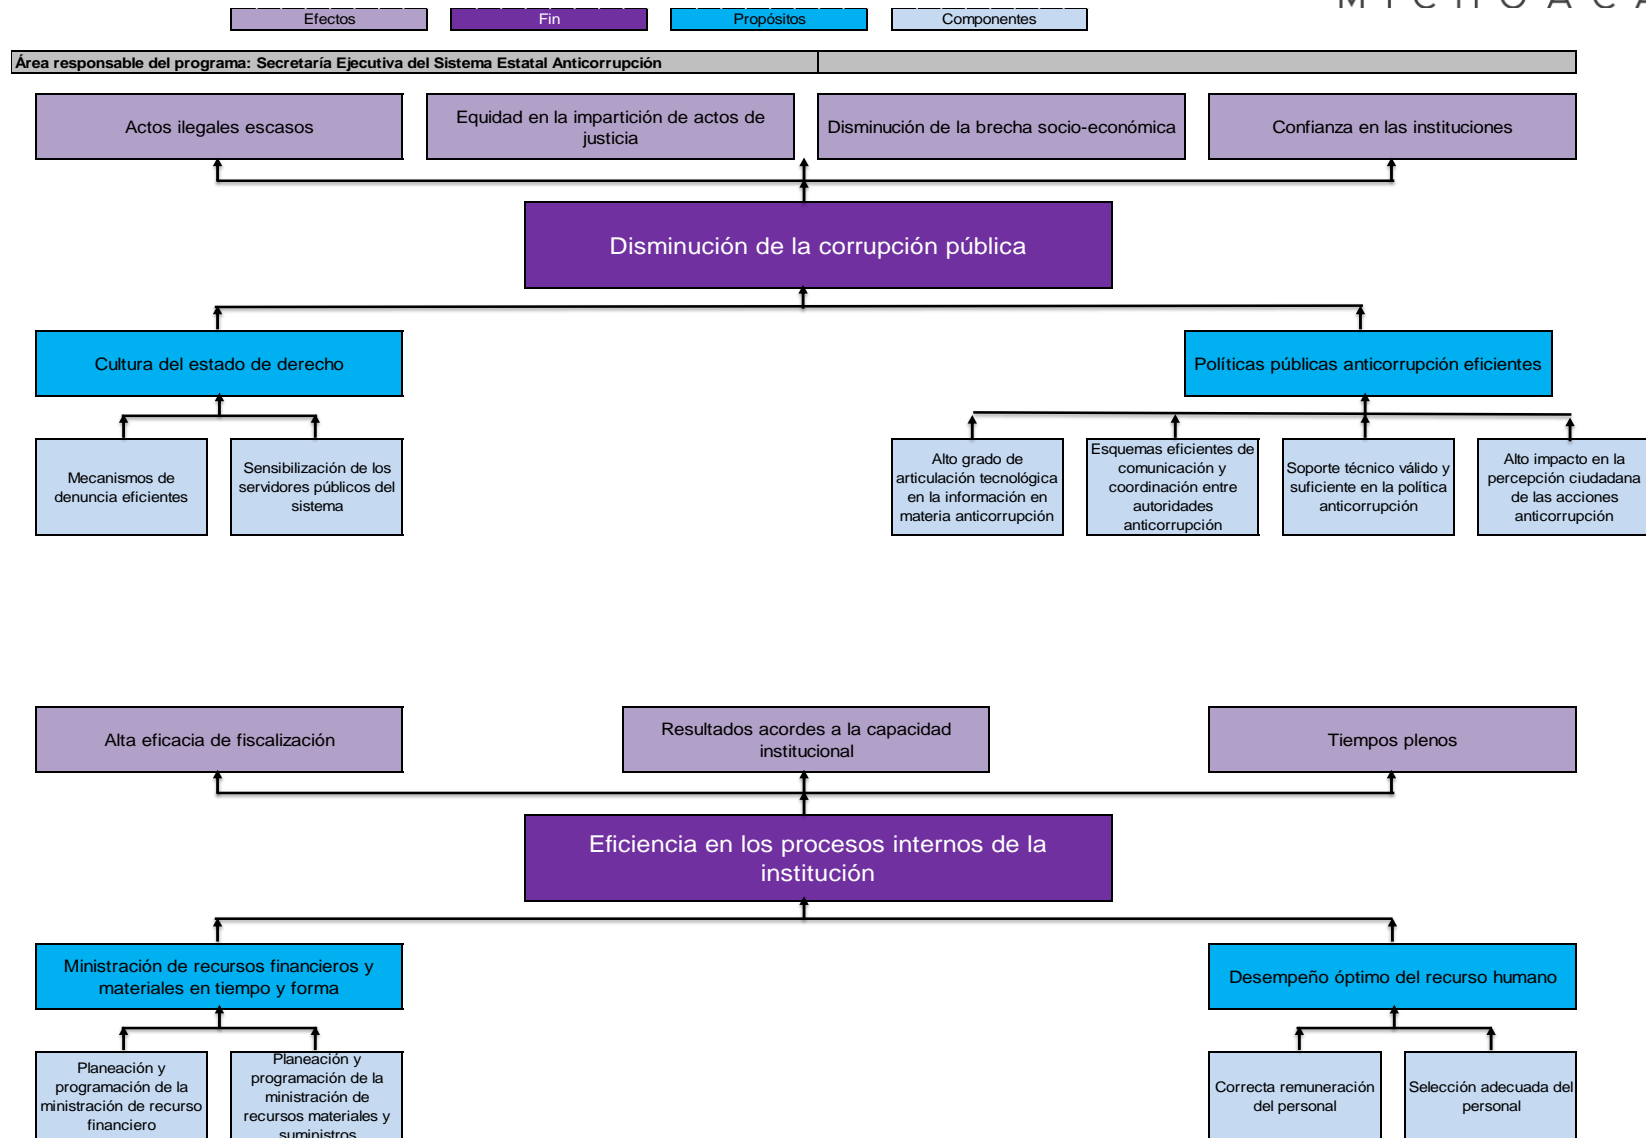 Efectos
Fin
Propósitos
Componentes
Área responsable del programa: Secretaría Ejecutiva del Sistema Estatal Anticorrupción
Actos ilegales escasos
Equidad en la impartición de actos de
justicia
Disminución de la brecha socio-económica
Confianza en las instituciones
Disminución de la corrupción pública
Cultura del estado de derecho
Políticas públicas anticorrupción eficientes
Mecanismos de
denuncia eficientes
Sensibilización de los
servidores públicos del
sistema
Alto grado de
articulación tecnológica
en la información en
materia anticorrupción
Esquemas eficientes de
comunicación y
coordinación entre
autoridades
anticorrupción
Soporte técnico válido y
suficiente en la política
anticorrupción
Alto impacto en la
percepción ciudadana
de las acciones
anticorrupción
Alta eficacia de fiscalización
Resultados acordes a la capacidad
institucional
Tiempos plenos
Eficiencia en los procesos internos de la
institución
Ministración de recursos financieros y
materiales en tiempo y forma
Desempeño óptimo del recurso humano
Planeación y
programación de la
ministración de recurso
financiero
Planeación y
programación de la
ministración de
recursos materiales y
suministros
Correcta remuneración
del personal
Selección adecuada del
personal